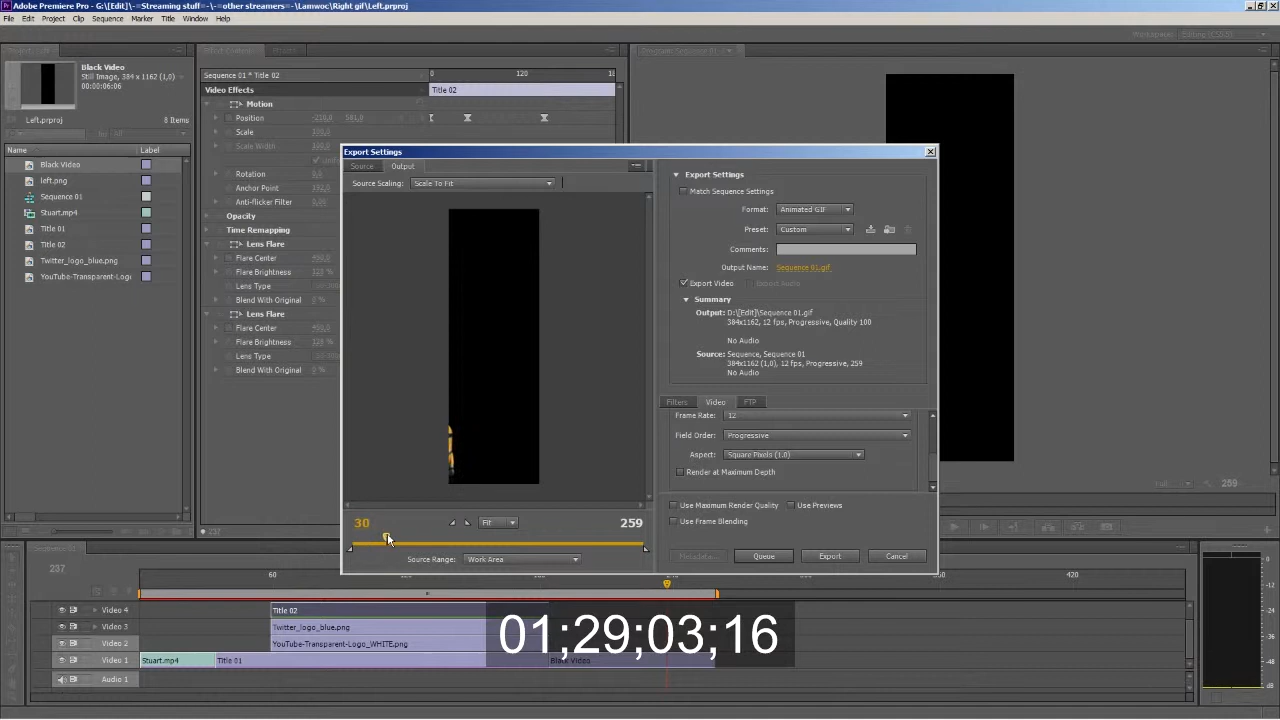 Adobe Premiere Pro - G:\[Edit]\-=Streaming stuff=-\-=other streamers=-\Lamwoc\Right gif\Left.prproj
File Edit Project Clip Sequence Marker Title Window Help
Black Video
Still Image, 384 x 1162 (1,0)
00:00:06:06
Left.prproj
8 Items
Name Label
Black Video
left.png
Sequence 01
Stuart.mp4
Title 01
Title 02
Twitter_logo_blue.png
YouTube-Transparent-Logo
Sequence 01 * Title 02
0 120
Video Effects
Title 02
Motion
Position
Scale
Scale Width
Rotation
Anchor Point
Anti-flicker Filter
Opacity
Time Remapping
Lens Flare
Flare Center
Flare Brightness
Lens Type
Blend With Original 0 %
Lens Flare
Flare Center
Flare Brightness
Lens Type
Blend With Original 0 %
Export Settings
Source Output
Source Scaling: Scale To Fit
30 Fit 259
Source Range: Work Area
Export Settings
Match Sequence Settings
Format: Animated GIF
Preset: Custom
Comments:
Output Name: Sequence 01.gif
Export Video Export Audio
Summary
Output: D:\[Edit]\Sequence 01.gif
384x1162, 12 fps, Progressive, Quality 100
No Audio
Source: Sequence, Sequence 01
384x1162 (1,0), 12 fps, Progressive, 259
No Audio
Filters Video FTP
Frame Rate: 12
Field Order: Progressive
Aspect: Square Pixels (1.0)
Render at Maximum Depth
Use Maximum Render Quality Use Previews
Use Frame Blending
Metadata... Queue Export Cancel
237
60 360 420
Video 4 Title 02
Video 3 Twitter_logo_blue.png
Video 2 YouTube-Transparent-Logo_WHITE.png
Video 1 Stuart.mp4 Title 01 Black Video
Audio 1
01;29;03;16